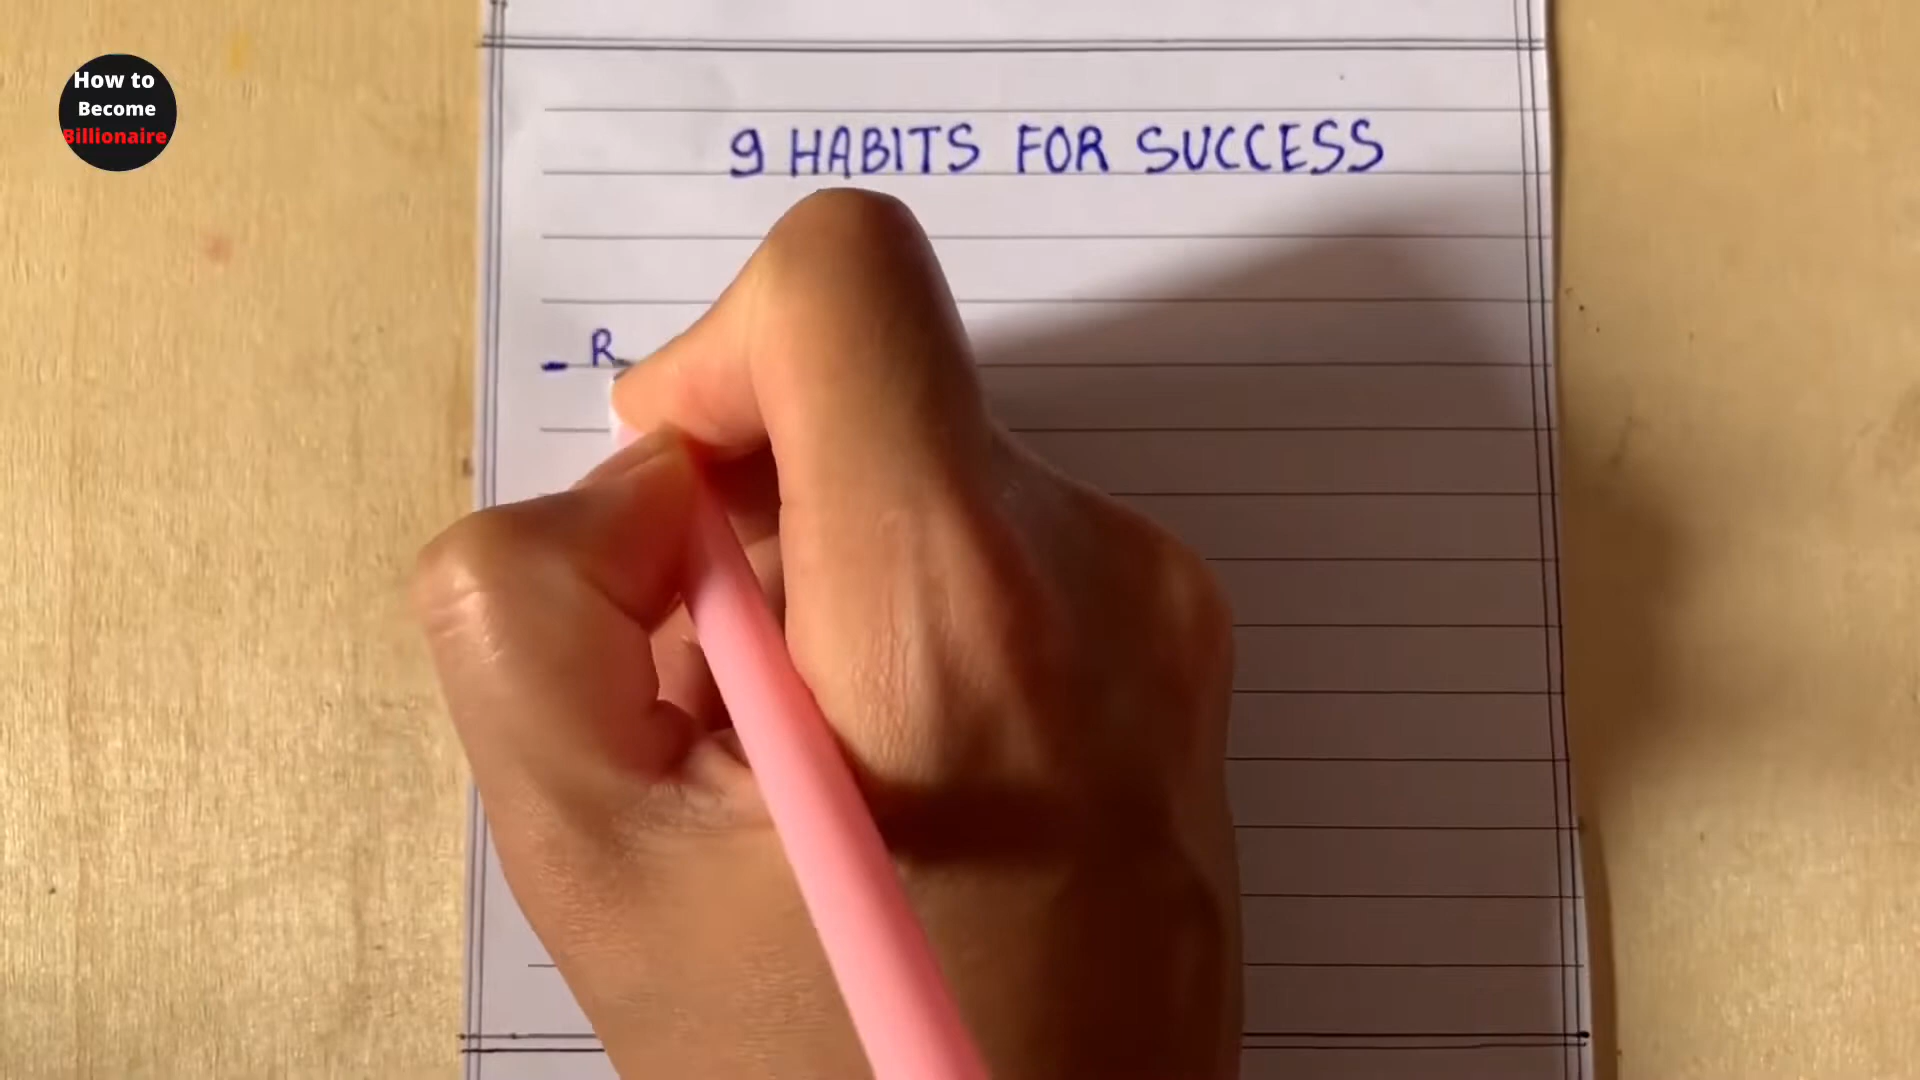 How to
Become
Billionaire
9 HABITS FOR SUCCESS
- R